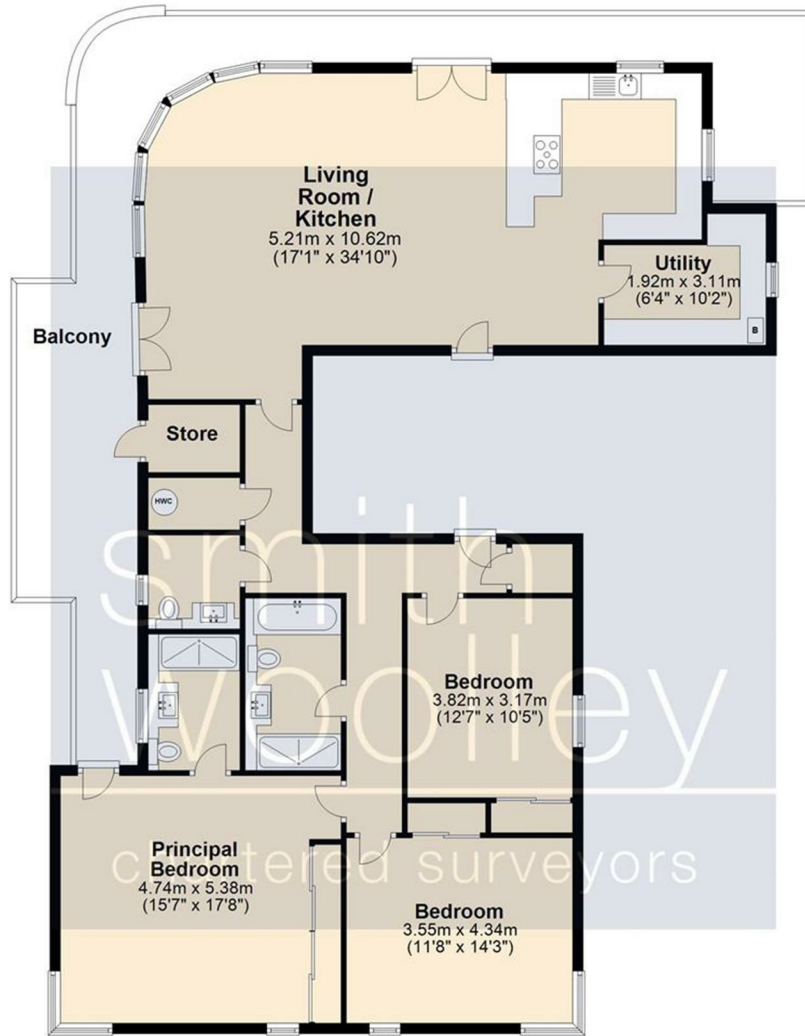 Living
Room /
Kitchen
5.21m x 10.62m
(17'1" x 34'10")
Utility
1.92m x 3.11m
(6'4" x 10'2")
B
Balcony
Store
HWC
smith
woolley
Bedroom
3.82m x 3.17m
(12'7" x 10'5")
Principal
Bedroom
4.74m x 5.38m
(15'7" x 17'8")
chartered surveyors
Bedroom
3.55m x 4.34m
(11'8" x 14'3")